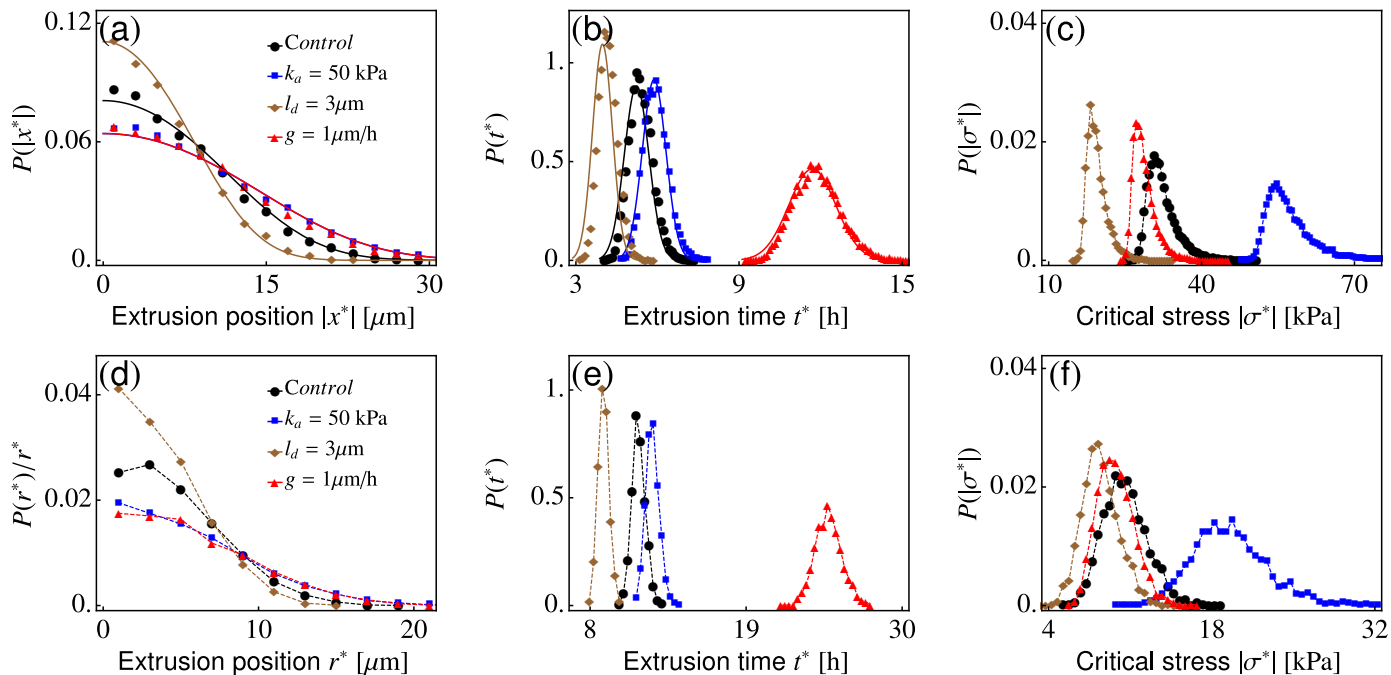 (a)
0.12
0.06
0.
P(|x*|)
Control
k_a = 50 kPa
l_d = 3μm
g = 1μm/h
0 15 30
Extrusion position |x*| [μm]
(b)
1.
0.5
0.
P(t*)
3 9 15
Extrusion time t* [h]
(c)
0.04
0.02
0.0
P(|σ*|)
10 40 70
Critical stress |σ*| [kPa]
(d)
0.04
0.02
0.
P(r*)/r*
Control
k_a = 50 kPa
l_d = 3μm
g = 1μm/h
0 10 20
Extrusion position r* [μm]
(e)
1.
0.5
0.
P(t*)
8 19 30
Extrusion time t* [h]
(f)
0.04
0.02
0.0
P(|σ*|)
4 18 32
Critical stress |σ*| [kPa]